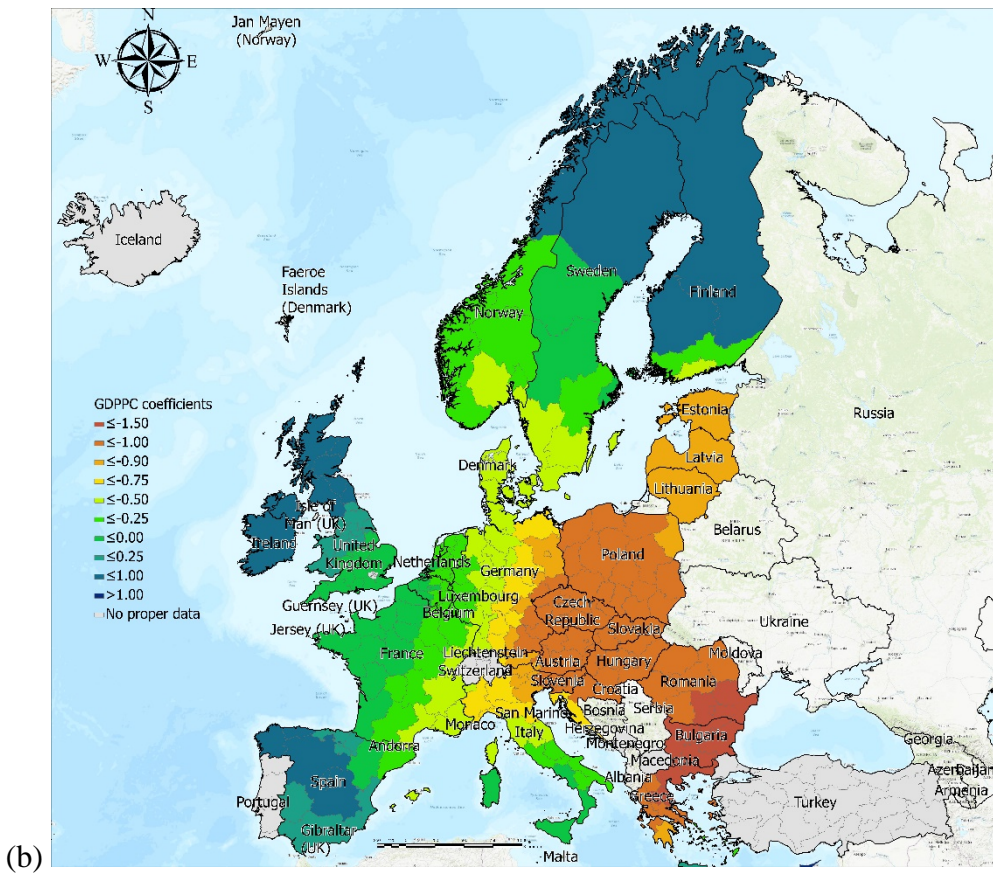 Jan Mayen
(Norway)
N
W
E
S
Iceland
Faeroe
Islands
(Denmark)
Sweden
Finland
Norway
GDPPC coefficients
≤-1.50
≤-1.00
≤-0.90
≤-0.75
≤-0.50
≤-0.25
≤0.00
≤0.25
≤1.00
>1.00
No proper data
Estonia
Russia
Latvia
Denmark
Lithuania
Isle of
Man (UK)
Ireland
United
Kingdom
Belarus
Netherlands
Poland
Germany
Luxembourg
Belgium
Guernsey (UK)
Czech
Republic
Ukraine
Jersey (UK)
Slovakia
Moldova
France
Liechtenstein
Switzerland
Austria
Hungary
Slovenia
Romania
Croatia
San Marino
Bosnia
Serbia
Monaco
Italy
Herzegovina
Bulgaria
Georgia
Andorra
Montenegro
Macedonia
Azerbaijan
Armenia
Spain
Albania
Portugal
Greece
Turkey
Gibraltar
(UK)
Malta
(b)